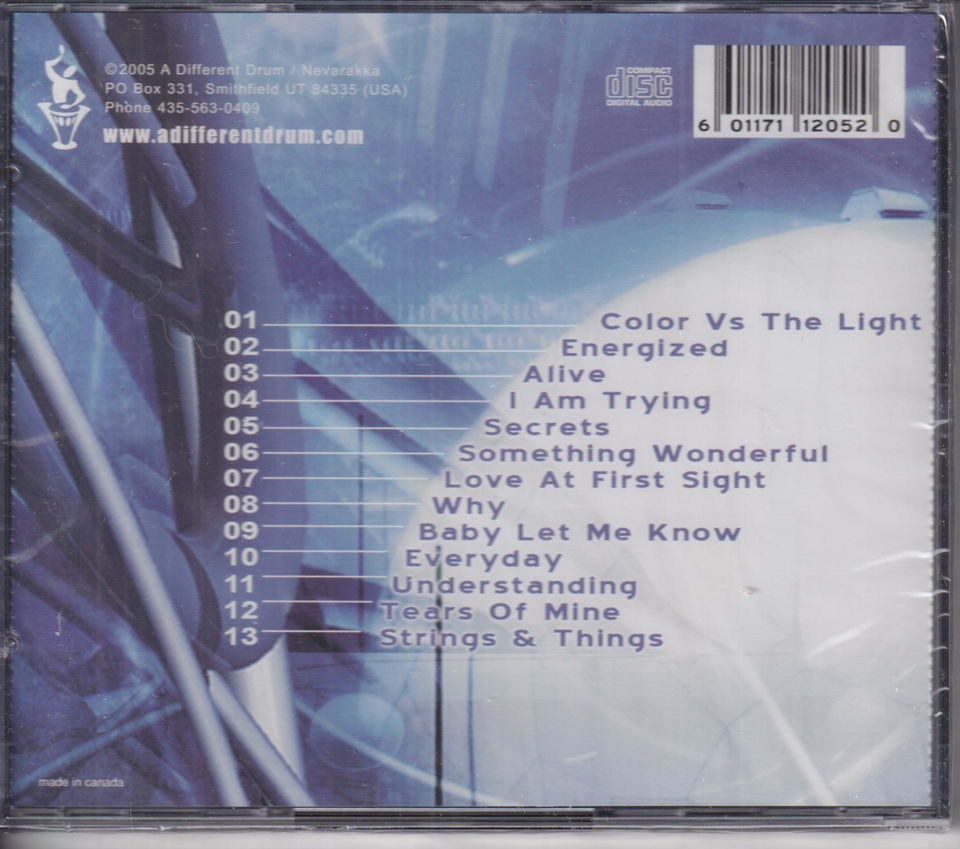 ©2005 A Different Drum / Nevarakka
PO Box 331, Smithfield UT 84335 (USA)
Phone 435-563-0409
www.adifferentdrum.com
COMPACT
disc
DIGITAL AUDIO
6 01171 12052 0
01 Color Vs The Light
02 Energized
03 Alive
04 I Am Trying
05 Secrets
06 Something Wonderful
07 Love At First Sight
08 Why
09 Baby Let Me Know
10 Everyday
11 Understanding
12 Tears Of Mine
13 Strings & Things
made in canada